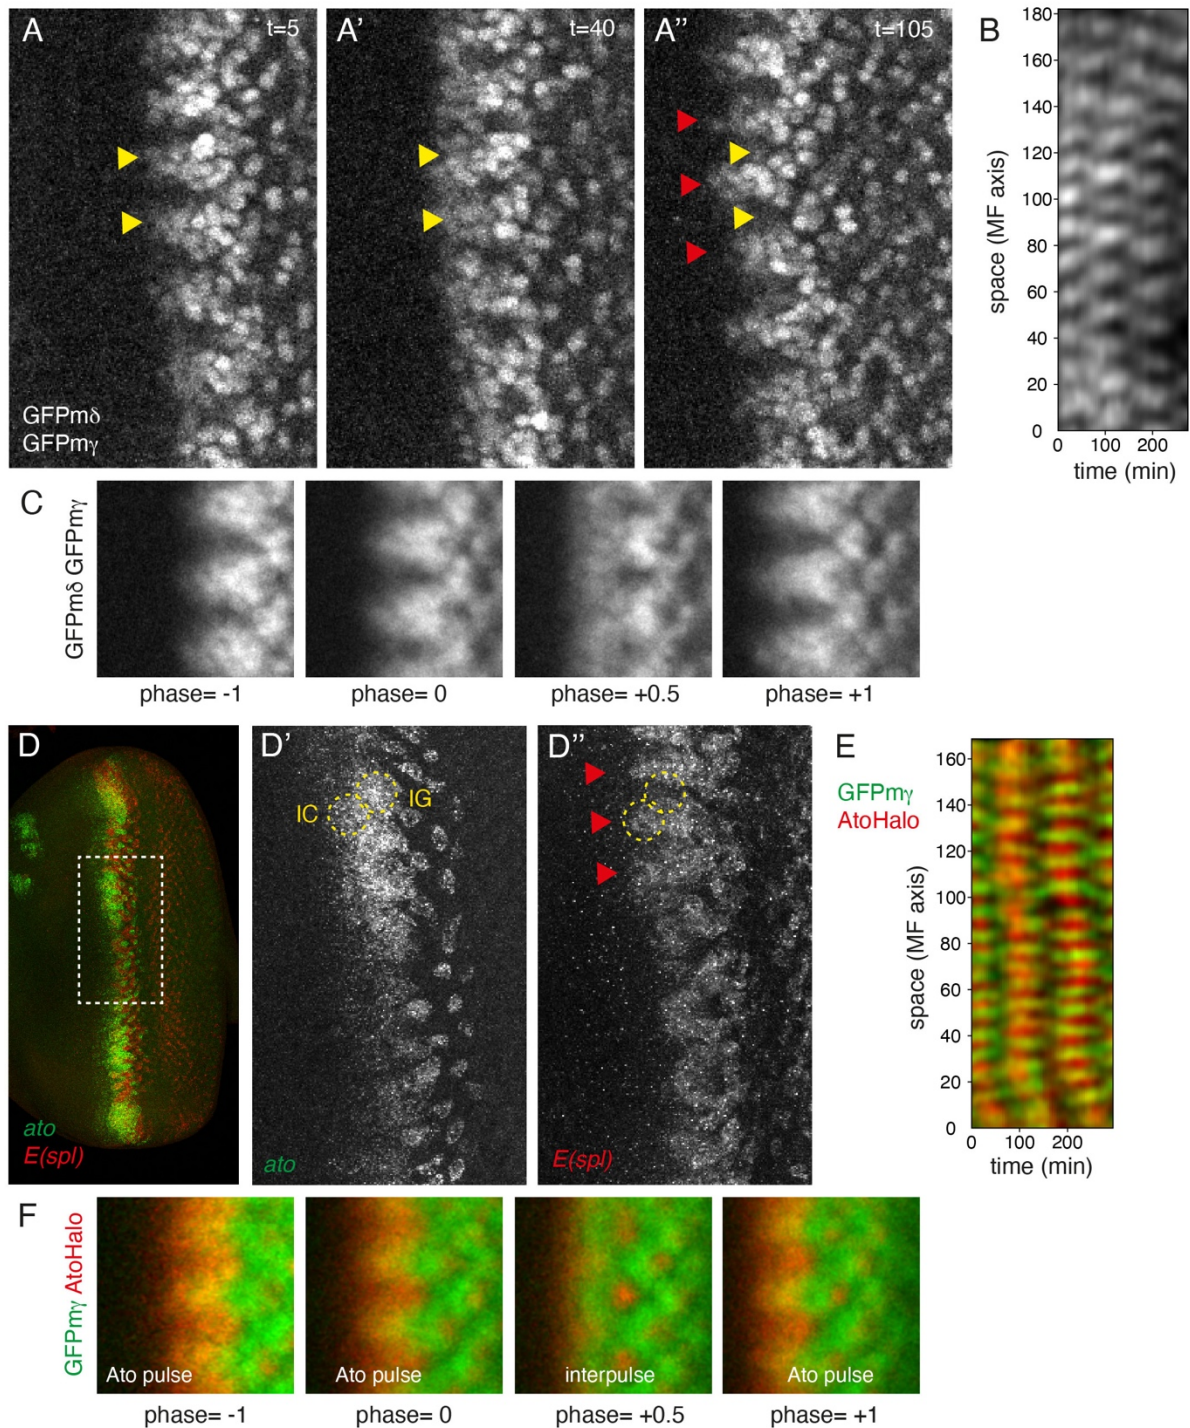 A
t=5
A'
t=40
A"
t=105
GFPmδ
GFPmγ
B
180
160
140
120
100
80
60
40
20
0
space (MF axis)
0
100
200
time (min)
C
GFPmδ GFPmγ
phase= -1
phase= 0
phase= +0.5
phase= +1
D
ato
E(spl)
D'
IC
IG
ato
D"
E(spl)
E
GFPmγ
AtoHalo
160
140
120
100
80
60
40
20
0
space (MF axis)
0
100
200
time (min)
F
GFPmγ AtoHalo
Ato pulse
Ato pulse
interpulse
Ato pulse
phase= -1
phase= 0
phase= +0.5
phase= +1